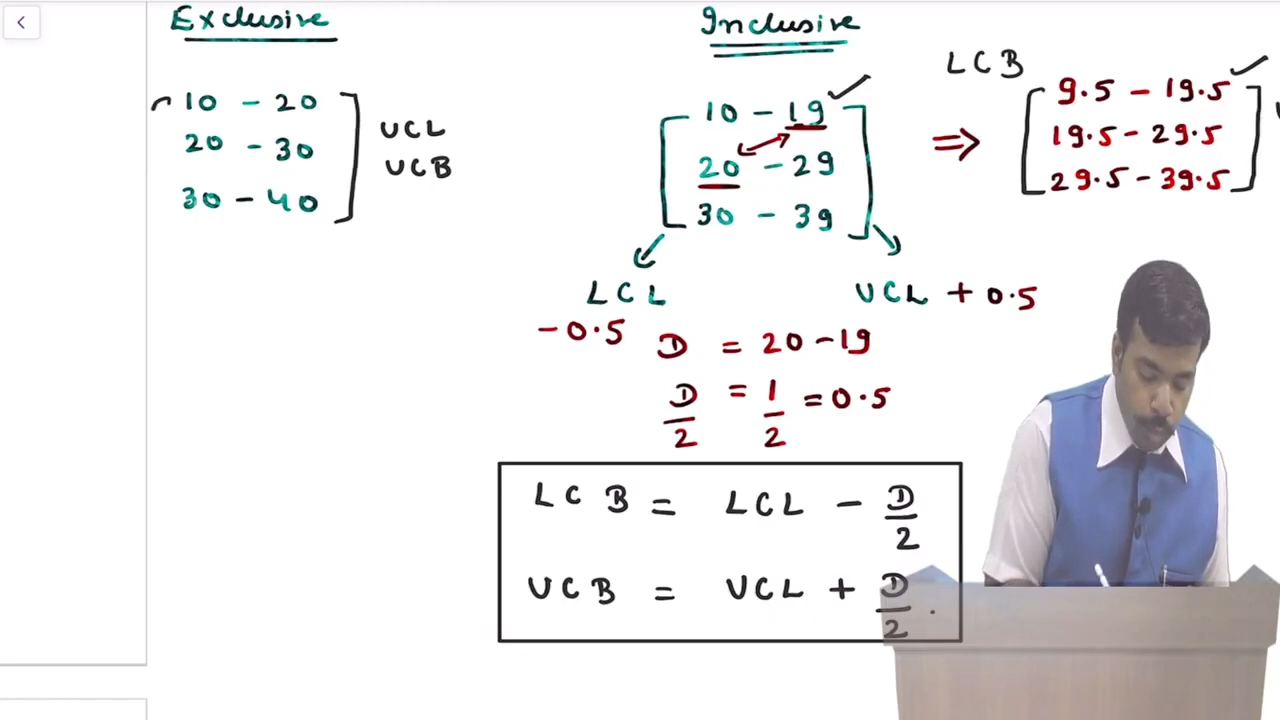 Exclusive
10 - 20
20 - 30
30 - 40
UCL
UCB
Inclusive
10 - 19
20 - 29
30 - 39
⇒
LCB
9.5 - 19.5
19.5 - 29.5
29.5 - 39.5
LCL
- 0.5
UCL + 0.5
D = 20 - 19
D/2 = 1/2 = 0.5
LCB = LCL - D/2
UCB = UCL + D/2.